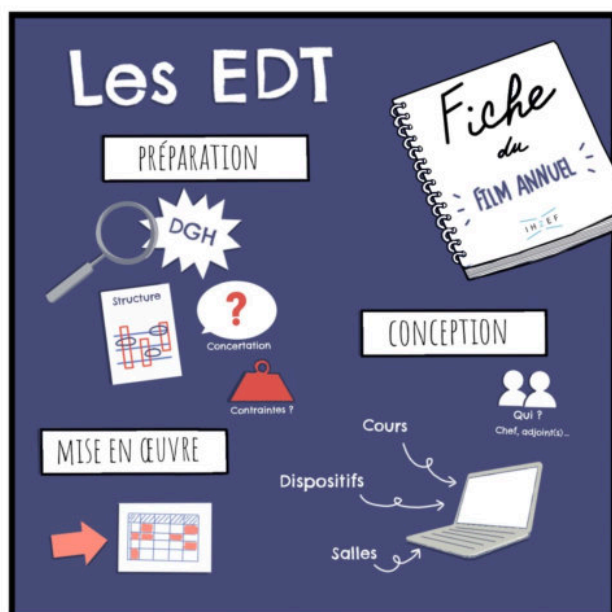 Les EDT
Fiche
du
FILM ANNUEL
IH2EF
PRÉPARATION
DGH
Structure
?
Concertation
Contraintes ?
CONCEPTION
Qui ?
Chef, adjoint(s)...
Cours
Dispositifs
Salles
MISE EN ŒUVRE